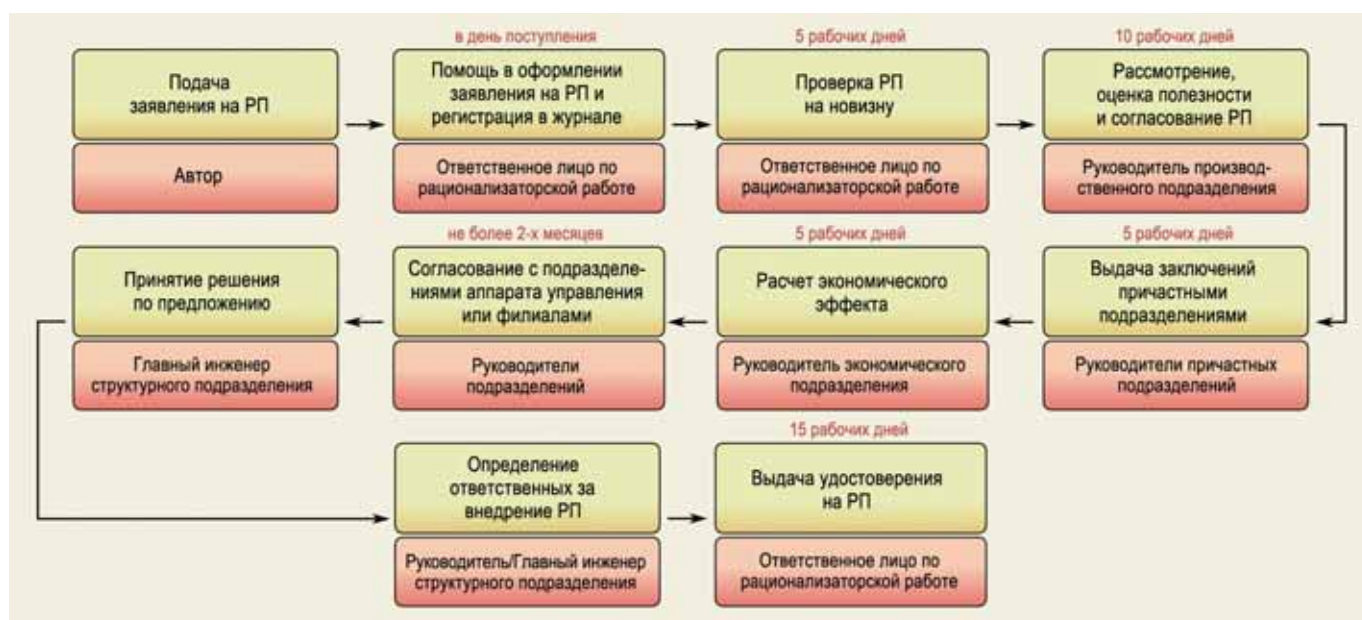 Подача
заявления на РП
Автор
в день поступления
Помощь в оформлении
заявления на РП и
регистрация в журнале
Ответственное лицо по
рационализаторской работе
5 рабочих дней
Проверка РП
на новизну
Ответственное лицо по
рационализаторской работе
10 рабочих дней
Рассмотрение,
оценка полезности
и согласование РП
Руководитель производ-
ственного подразделения
5 рабочих дней
Выдача заключений
причастными
подразделениями
Руководители причастных
подразделений
5 рабочих дней
Расчет экономического
эффекта
Руководитель экономического
подразделения
не более 2-х месяцев
Согласование с подразделе-
ниями аппарата управления
или филиалами
Руководители
подразделений
Принятие решения
по предложению
Главный инженер
структурного подразделения
Определение
ответственных за
внедрение РП
Руководитель/Главный инженер
структурного подразделения
15 рабочих дней
Выдача удостоверения
на РП
Ответственное лицо по
рационализаторской работе